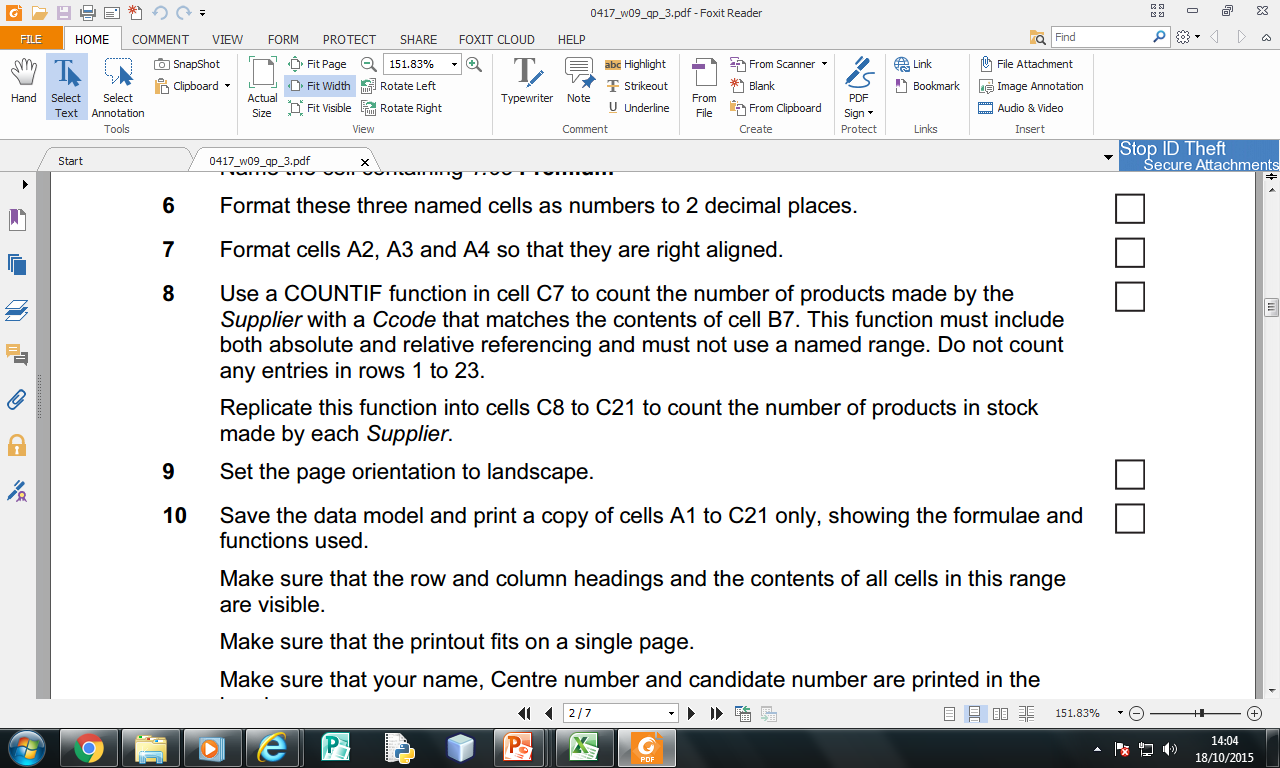 0417_w09_qp_3.pdf - Foxit Reader
FILE HOME COMMENT VIEW FORM PROTECT SHARE FOXIT CLOUD HELP Find
Hand
Select Text
Select Annotation
SnapShot
Clipboard
Tools
Actual Size
Fit Page
Fit Width
Fit Visible
151.83%
Rotate Left
Rotate Right
View
Typewriter
Note
abc Highlight
abc Strikeout
U Underline
Comment
From File
From Scanner
Blank
From Clipboard
Create
PDF Sign
Protect
Link
Bookmark
Links
File Attachment
Image Annotation
Audio & Video
Insert
Start 0417_w09_qp_3.pdf x
Stop ID Theft
Secure Attachments
Name the cell containing Premium
6 Format these three named cells as numbers to 2 decimal places.
7 Format cells A2, A3 and A4 so that they are right aligned.
8 Use a COUNTIF function in cell C7 to count the number of products made by the
Supplier with a Ccode that matches the contents of cell B7. This function must include
both absolute and relative referencing and must not use a named range. Do not count
any entries in rows 1 to 23.
Replicate this function into cells C8 to C21 to count the number of products in stock
made by each Supplier.
9 Set the page orientation to landscape.
10 Save the data model and print a copy of cells A1 to C21 only, showing the formulae and
functions used.
Make sure that the row and column headings and the contents of all cells in this range
are visible.
Make sure that the printout fits on a single page.
Make sure that your name, Centre number and candidate number are printed in the
2 / 7 151.83%
14:04
18/10/2015